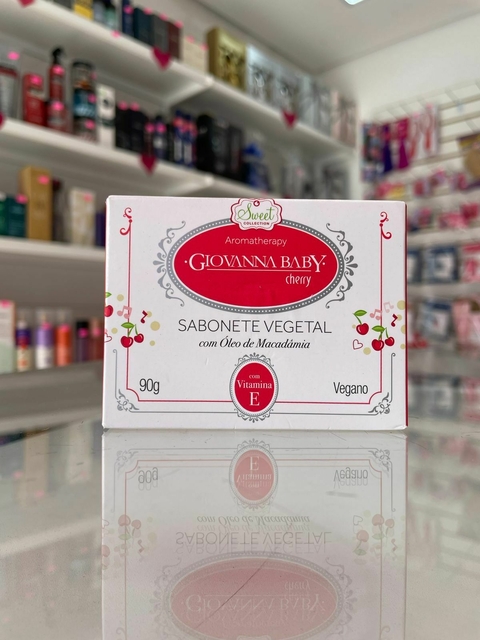 Sweet
COLLECTION
Aromatherapy
GIOVANNA BABY
cherry
SABONETE VEGETAL
com Óleo de Macadâmia
com
Vitamina
E
90g
Vegano